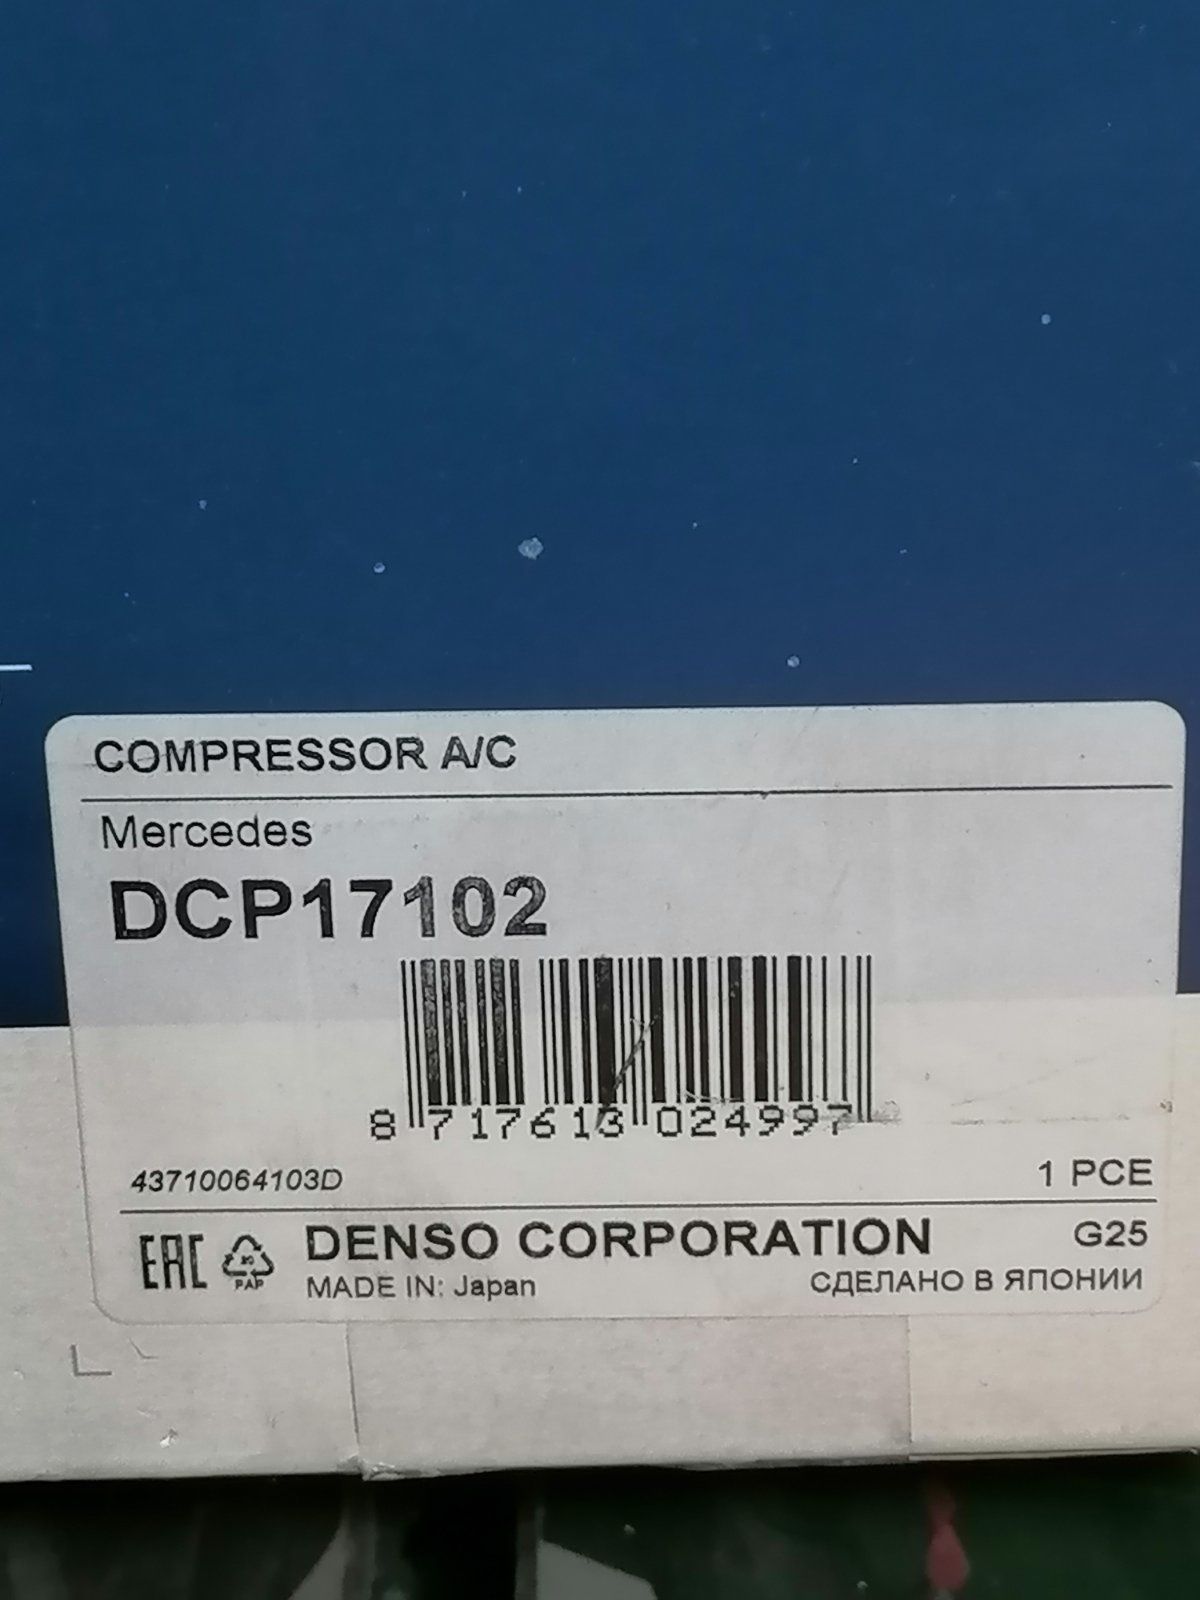 COMPRESSOR A/C
Mercedes
DCP17102
8 717613 024997
43710064103D
1 PCE
EAC
PAP
DENSO CORPORATION
G25
MADE IN: Japan
СДЕЛАНО В ЯПОНИИ